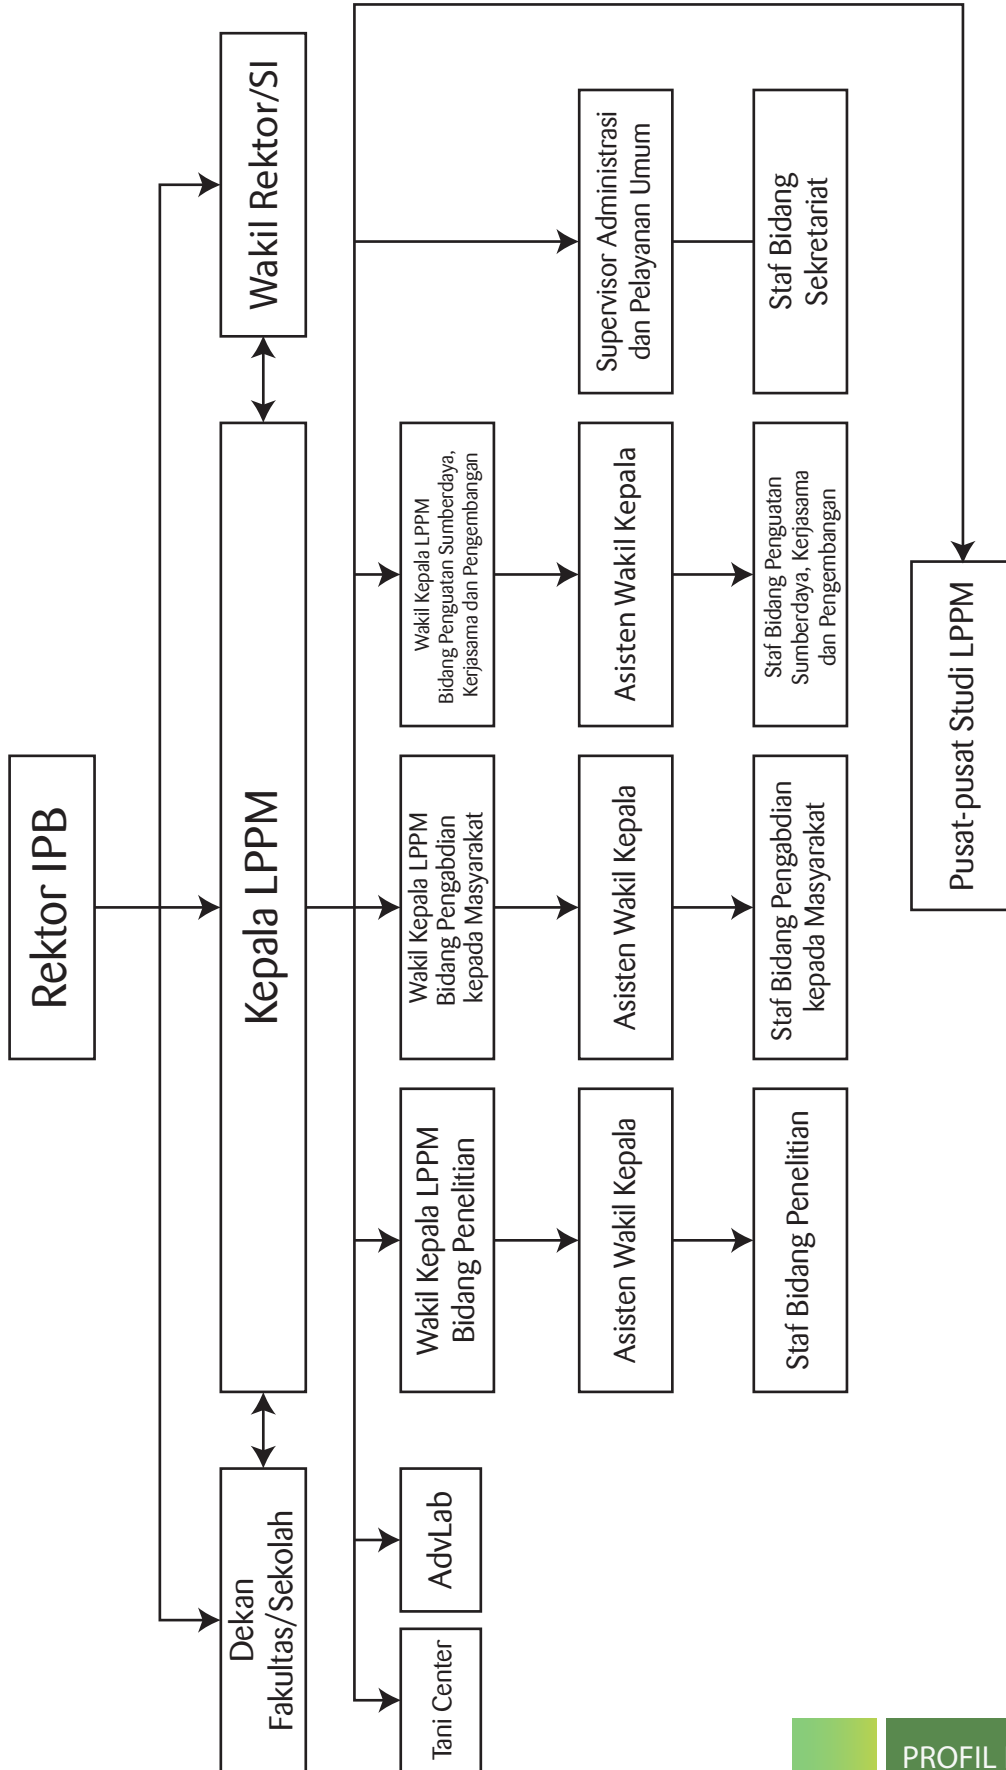 Rektor IPB
Dekan
Fakultas/Sekolah
Kepala LPPM
Wakil Rektor/SI
Tani Center
AdvLab
Wakil Kepala LPPM
Bidang Penelitian
Wakil Kepala LPPM
Bidang Pengabdian
kepada Masyarakat
Wakil Kepala LPPM
Bidang Penguatan Sumberdaya,
Kerjasama dan Pengembangan
Asisten Wakil Kepala
Asisten Wakil Kepala
Asisten Wakil Kepala
Supervisor Administrasi
dan Pelayanan Umum
Staf Bidang Penelitian
Staf Bidang Pengabdian
kepada Masyarakat
Staf Bidang Penguatan
Sumberdaya, Kerjasama
dan Pengembangan
Staf Bidang
Sekretariat
Pusat-pusat Studi LPPM
PROFIL